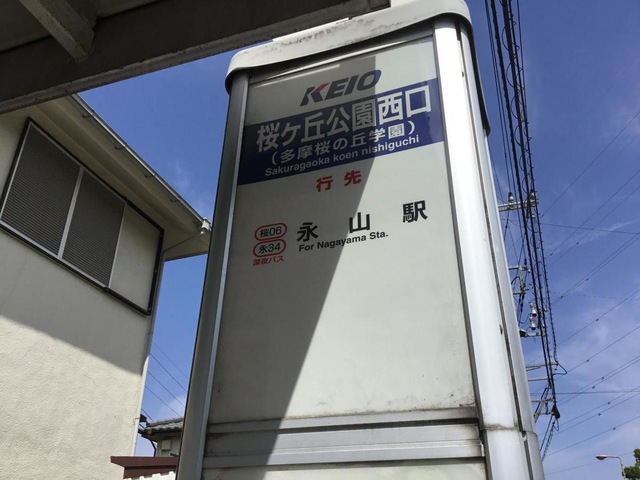 KEIO
桜ヶ丘公園西口
(多摩桜の丘学園)
Sakuragaoka koen nishiguchi
行先
桜06
永34
深夜バス
永山駅
For Nagayama Sta.